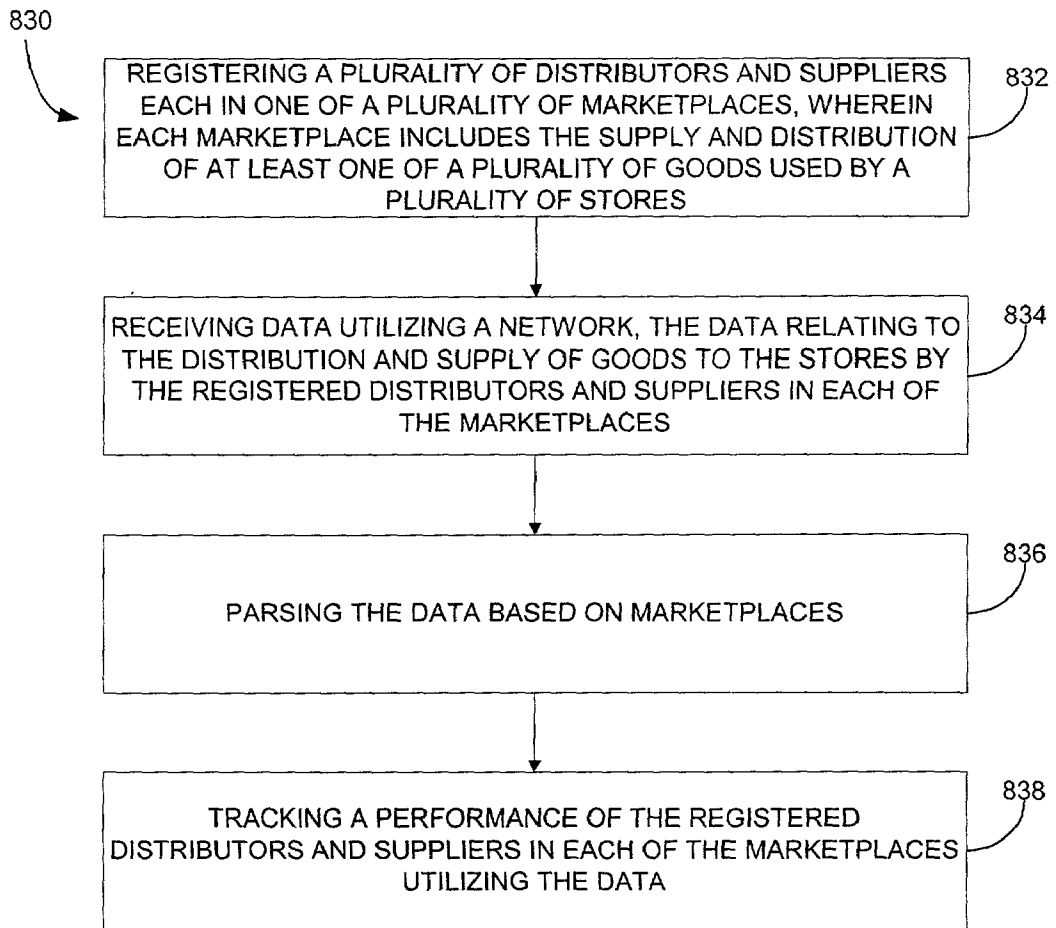 830
REGISTERING A PLURALITY OF DISTRIBUTORS AND SUPPLIERS
EACH IN ONE OF A PLURALITY OF MARKETPLACES, WHEREIN
EACH MARKETPLACE INCLUDES THE SUPPLY AND DISTRIBUTION
OF AT LEAST ONE OF A PLURALITY OF GOODS USED BY A
PLURALITY OF STORES
832
RECEIVING DATA UTILIZING A NETWORK, THE DATA RELATING TO
THE DISTRIBUTION AND SUPPLY OF GOODS TO THE STORES BY
THE REGISTERED DISTRIBUTORS AND SUPPLIERS IN EACH OF
THE MARKETPLACES
834
PARSING THE DATA BASED ON MARKETPLACES
836
TRACKING A PERFORMANCE OF THE REGISTERED
DISTRIBUTORS AND SUPPLIERS IN EACH OF THE MARKETPLACES
UTILIZING THE DATA
838